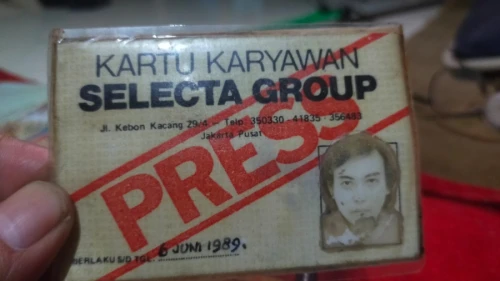 KARTU KARYAWAN
SELECTA GROUP
Jl. Kebon Kacang 29/4 – Telp. 350330 - 41835 - 356483
Jakarta Pusat
PRESS
BERLAKU S/D TGL. 6 JUNI 1989.